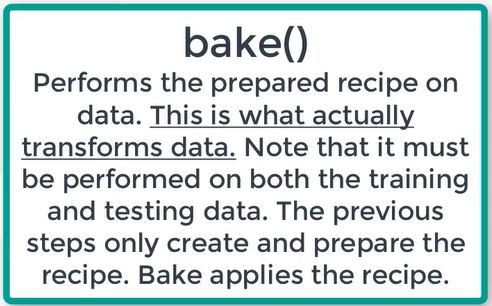 bake()
Performs the prepared recipe on
data. This is what actually
transforms data. Note that it must
be performed on both the training
and testing data. The previous
steps only create and prepare the
recipe. Bake applies the recipe.